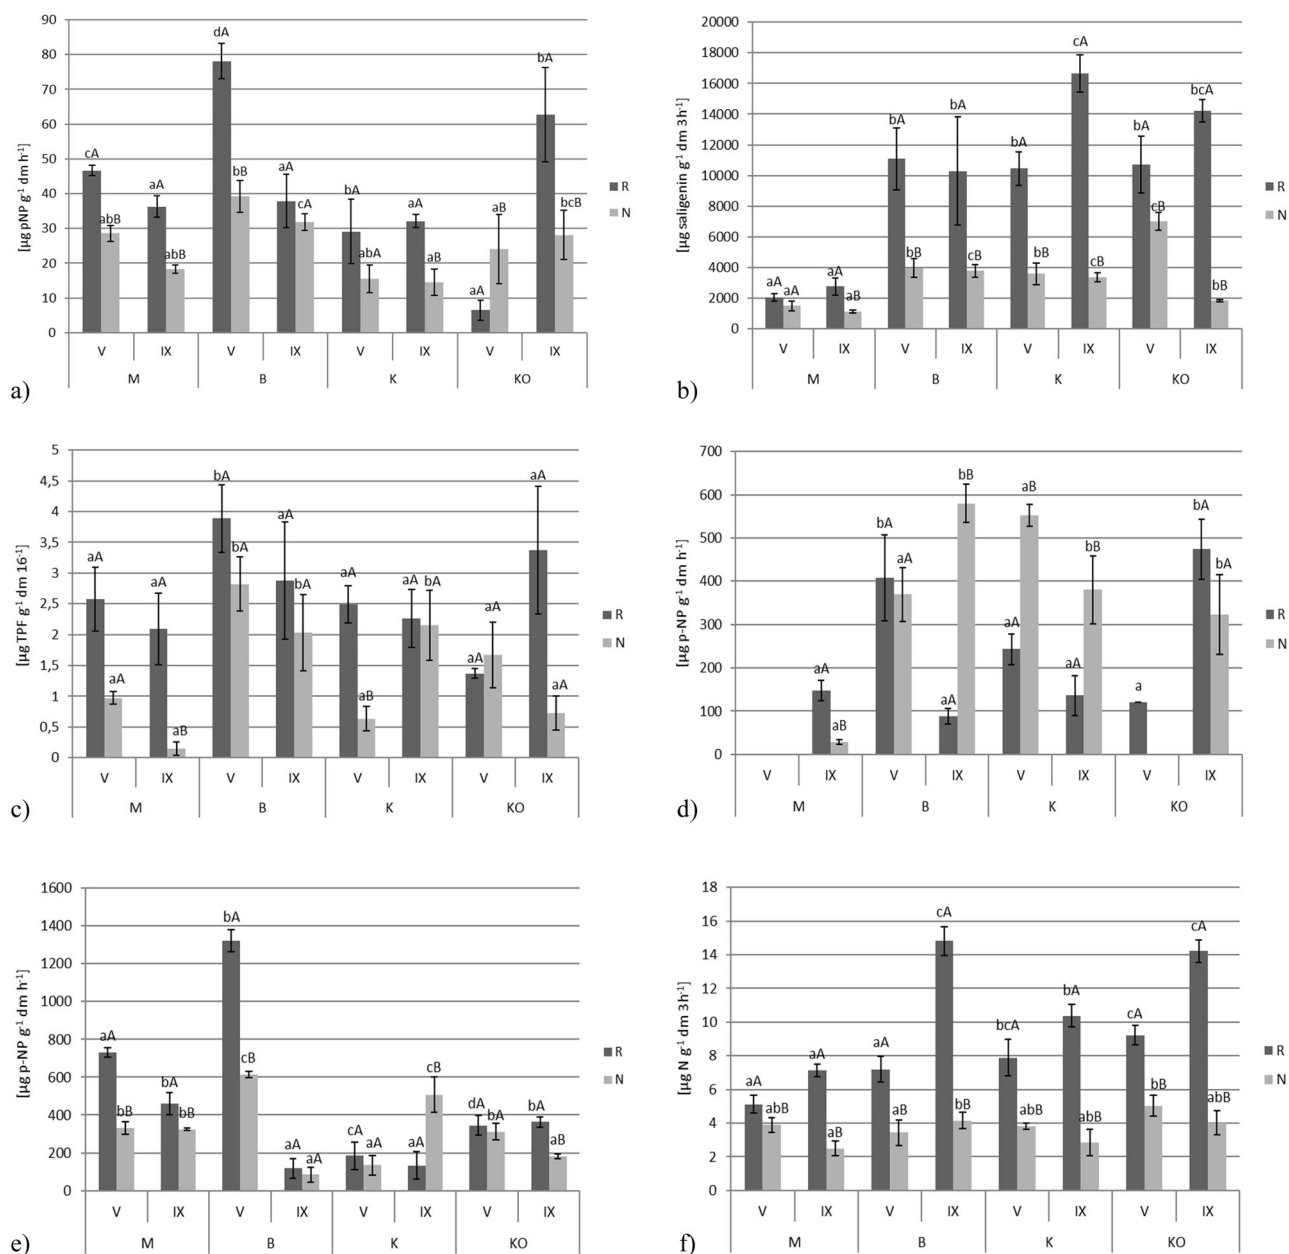 a)
[µg pNP g-1 dm h-1]
90
80
70
60
50
40
30
20
10
0
cA
abB
aA
abB
dA
bB
aA
cA
bA
abA
aA
aB
aB
bA
bcB
V IX V IX V IX V IX
M B K KO
R
N
b)
[µg saligenin g-1 dm 3h-1]
20000
18000
16000
14000
12000
10000
8000
6000
4000
2000
0
aA
aA
aA
aB
bA
bB
bA
cB
bA
bB
cA
cB
bA
cB
bcA
bB
V IX V IX V IX V IX
M B K KO
R
N
c)
[µg TPF g-1 dm 16-1]
5
4,5
4
3,5
3
2,5
2
1,5
1
0,5
0
aA
aA
aA
aB
bA
bA
aA
bA
aA
aB
aA
bA
aA
aA
aA
aA
V IX V IX V IX V IX
M B K KO
R
N
d)
[µg p-NP g-1 dm h-1]
700
600
500
400
300
200
100
0
aA
aB
bA
aA
aA
bB
aA
aB
aA
bB
a
bA
bA
V IX V IX V IX V IX
M B K KO
R
N
e)
[µg p-NP g-1 dm h-1]
1600
1400
1200
1000
800
600
400
200
0
aA
bB
bA
bB
bA
cB
aA
aA
cA
aA
aA
cB
dA
bA
bA
aB
V IX V IX V IX V IX
M B K KO
R
N
f)
[µg N g-1 dm 3h-1]
18
16
14
12
10
8
6
4
2
0
aA
abB
aA
aB
aA
aB
cA
bB
bcA
abB
bA
abB
cA
bB
cA
abB
V IX V IX V IX V IX
M B K KO
R
N